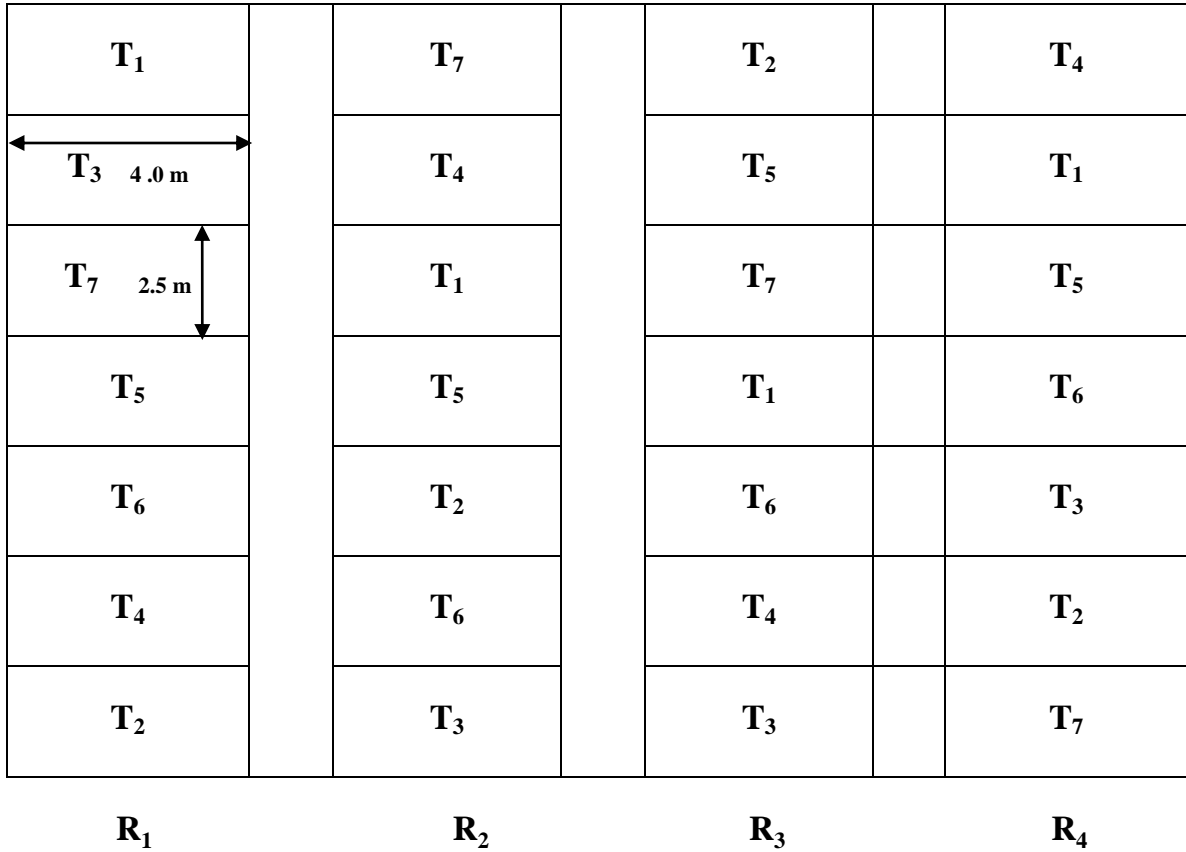 T₁ T₇ T₂ T₄
T₃ 4 .0 m T₄ T₅ T₁
T₇ 2.5 m T₁ T₇ T₅
T₅ T₅ T₁ T₆
T₆ T₂ T₆ T₃
T₄ T₆ T₄ T₂
T₂ T₃ T₃ T₇
R₁ R₂ R₃ R₄